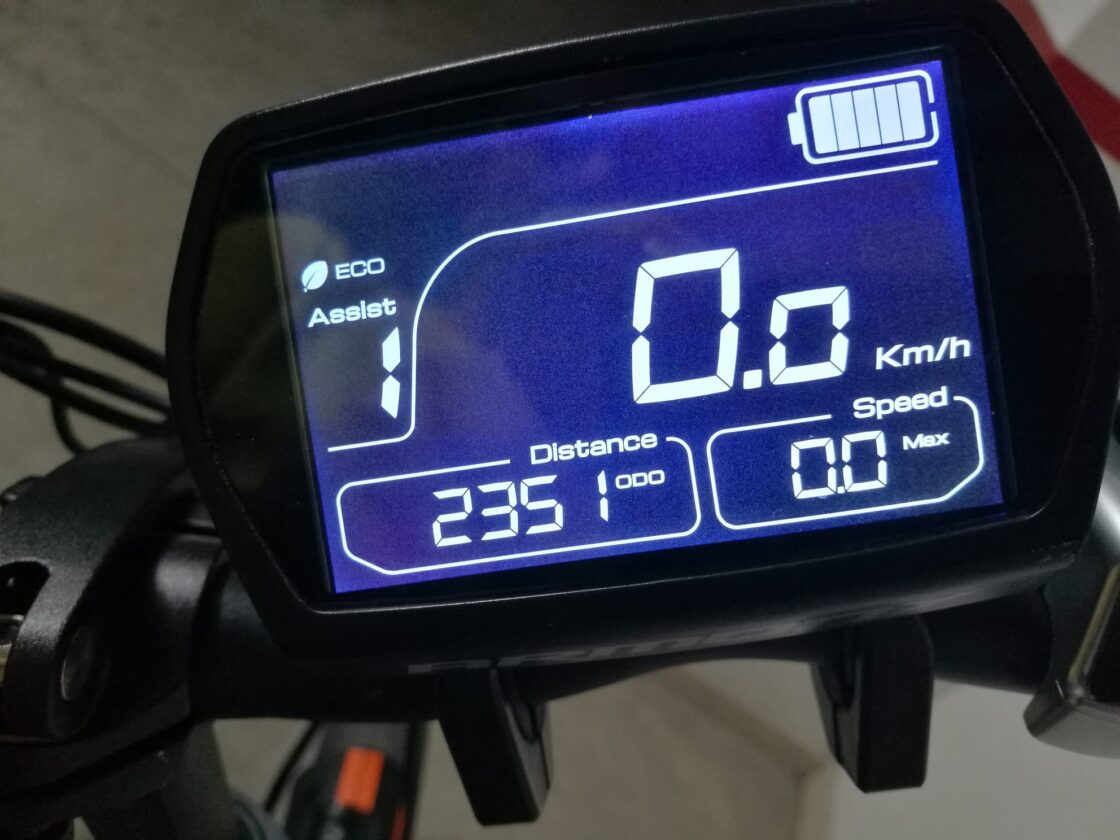 ECO
Assist
1
0.0 Km/h
Distance
2351 ODO
Speed
0.0 Max